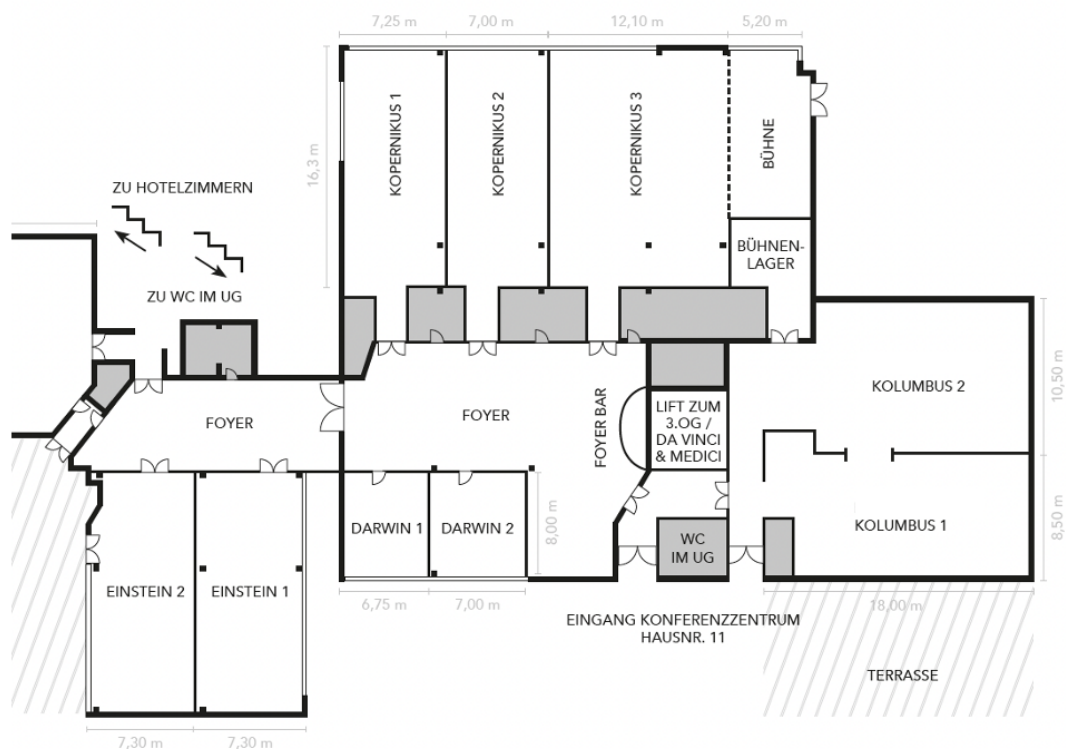 7,25 m
7,00 m
12,10 m
5,20 m
16,3 m
KOPERNIKUS 1
KOPERNIKUS 2
KOPERNIKUS 3
BÜHNE
ZU HOTELZIMMERN
BÜHNEN-
LAGER
ZU WC IM UG
KOLUMBUS 2
10,50 m
FOYER
FOYER
FOYER BAR
LIFT ZUM
3.OG /
DA VINCI
& MEDICI
DARWIN 1
DARWIN 2
8,00 m
WC
IM UG
KOLUMBUS 1
8,50 m
EINSTEIN 2
EINSTEIN 1
6,75 m
7,00 m
18,00 m
EINGANG KONFERENZZENTRUM
HAUSNR. 11
TERRASSE
7,30 m
7,30 m